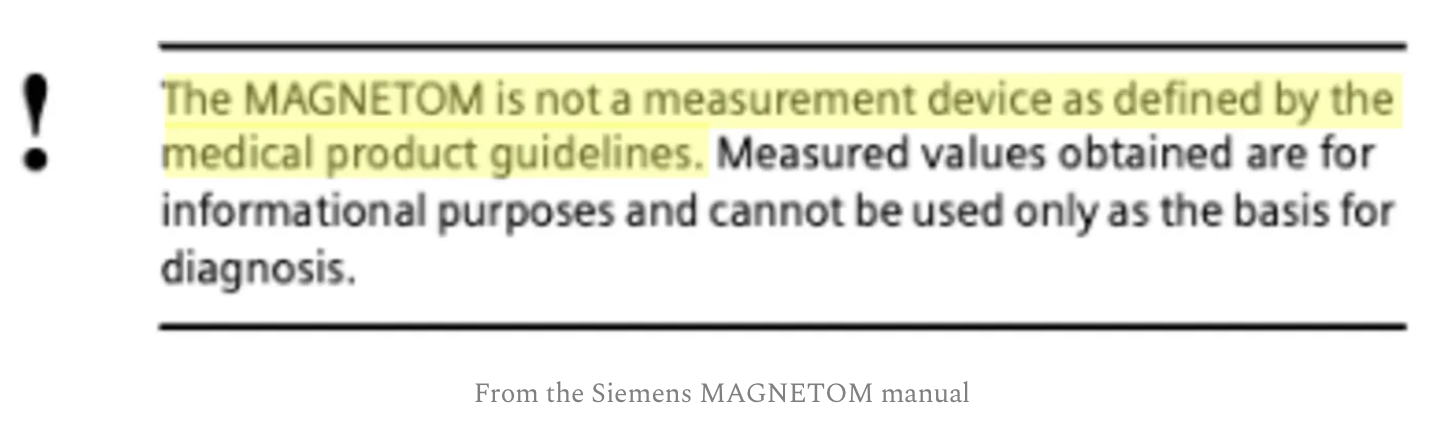 !
The MAGNETOM is not a measurement device as defined by the
medical product guidelines. Measured values obtained are for
informational purposes and cannot be used only as the basis for
diagnosis.
From the Siemens MAGNETOM manual